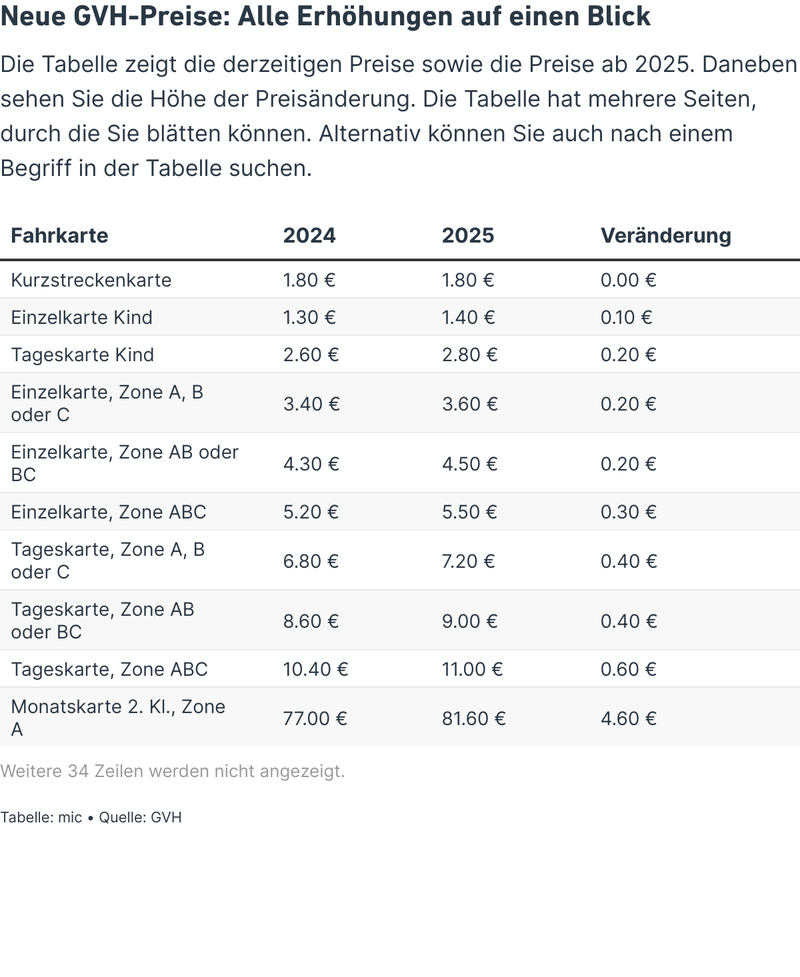 Neue GVH-Preise: Alle Erhöhungen auf einen Blick
Die Tabelle zeigt die derzeitigen Preise sowie die Preise ab 2025. Daneben
sehen Sie die Höhe der Preisänderung. Die Tabelle hat mehrere Seiten,
durch die Sie blätten können. Alternativ können Sie auch nach einem
Begriff in der Tabelle suchen.
Fahrkarte 2024 2025 Veränderung
Kurzstreckenkarte 1.80 € 1.80 € 0.00 €
Einzelkarte Kind 1.30 € 1.40 € 0.10 €
Tageskarte Kind 2.60 € 2.80 € 0.20 €
Einzelkarte, Zone A, B
oder C 3.40 € 3.60 € 0.20 €
Einzelkarte, Zone AB oder
BC 4.30 € 4.50 € 0.20 €
Einzelkarte, Zone ABC 5.20 € 5.50 € 0.30 €
Tageskarte, Zone A, B
oder C 6.80 € 7.20 € 0.40 €
Tageskarte, Zone AB
oder BC 8.60 € 9.00 € 0.40 €
Tageskarte, Zone ABC 10.40 € 11.00 € 0.60 €
Monatskarte 2. Kl., Zone
A 77.00 € 81.60 € 4.60 €
Weitere 34 Zeilen werden nicht angezeigt.
Tabelle: mic • Quelle: GVH